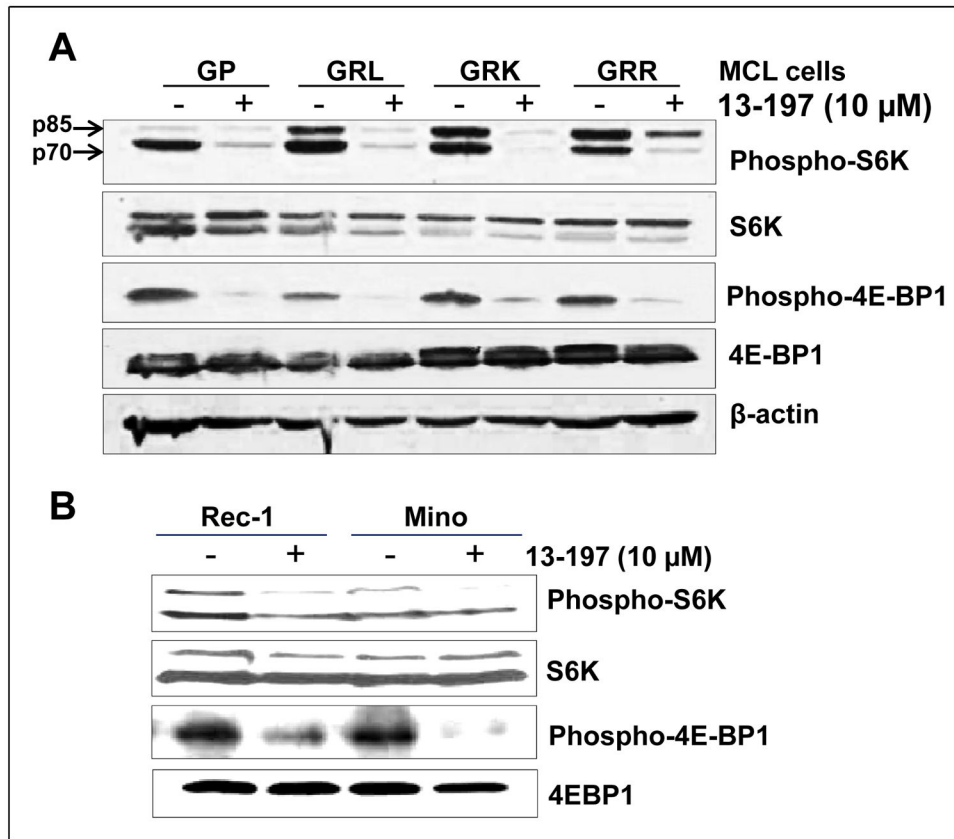 A
GP GRL GRK GRR MCL cells
- + - + - + - + 13-197 (10 μM)
p85
p70
Phospho-S6K
S6K
Phospho-4E-BP1
4E-BP1
β-actin
B
Rec-1 Mino
- + - + 13-197 (10 μM)
Phospho-S6K
S6K
Phospho-4E-BP1
4EBP1